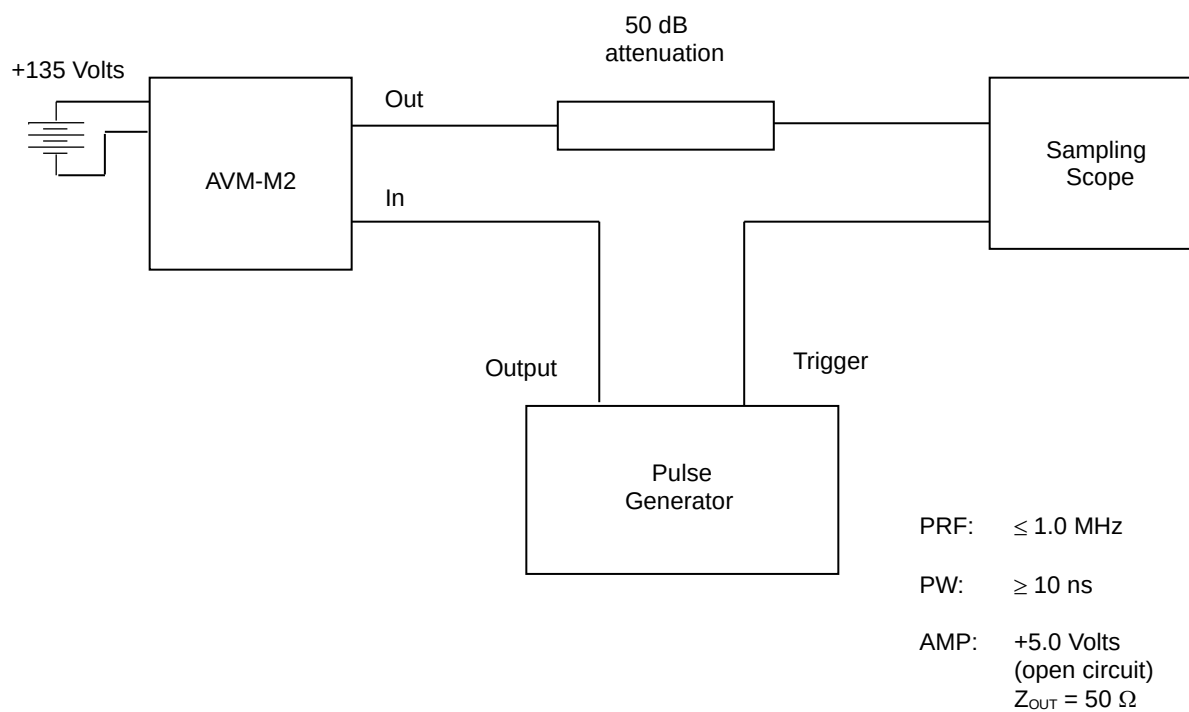 50 dB
attenuation
+135 Volts
Out
AVM-M2
In
Sampling
Scope
Output
Trigger
Pulse
Generator
PRF: ≤ 1.0 MHz
PW: ≥ 10 ns
AMP: +5.0 Volts
(open circuit)
Z_OUT = 50 Ω